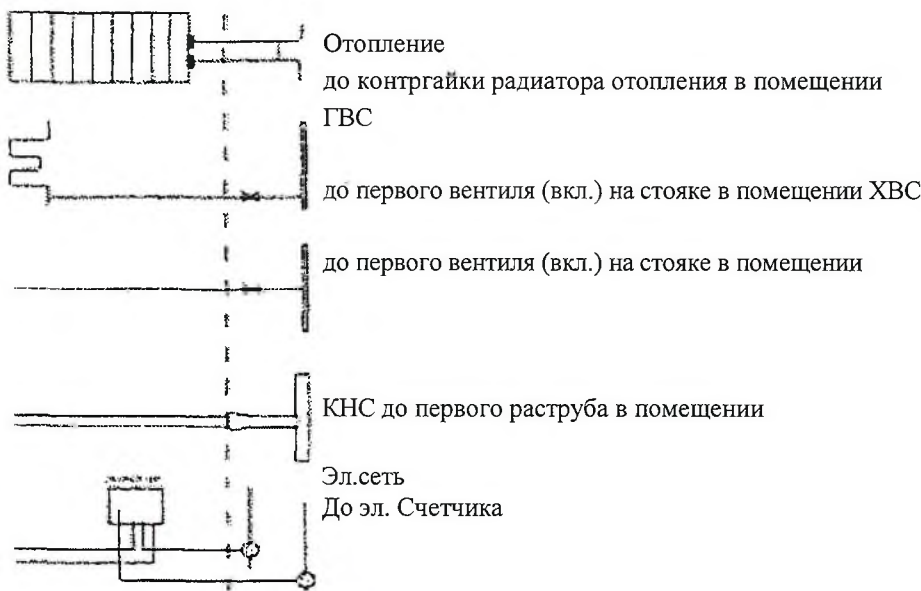 Отопление
до контргайки радиатора отопления в помещении
ГВС
до первого вентиля (вкл.) на стояке в помещении ХВС
до первого вентиля (вкл.) на стояке в помещении
КНС до первого раструба в помещении
Эл.сеть
До эл. Счетчика